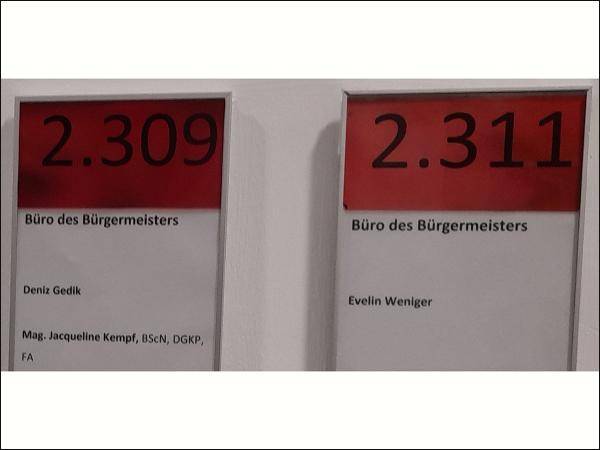 2.309
Büro des Bürgermeisters
Deniz Gedik
Mag. Jacqueline Kempf, BScN, DGKP,
FA
2.311
Büro des Bürgermeisters
Evelin Weniger